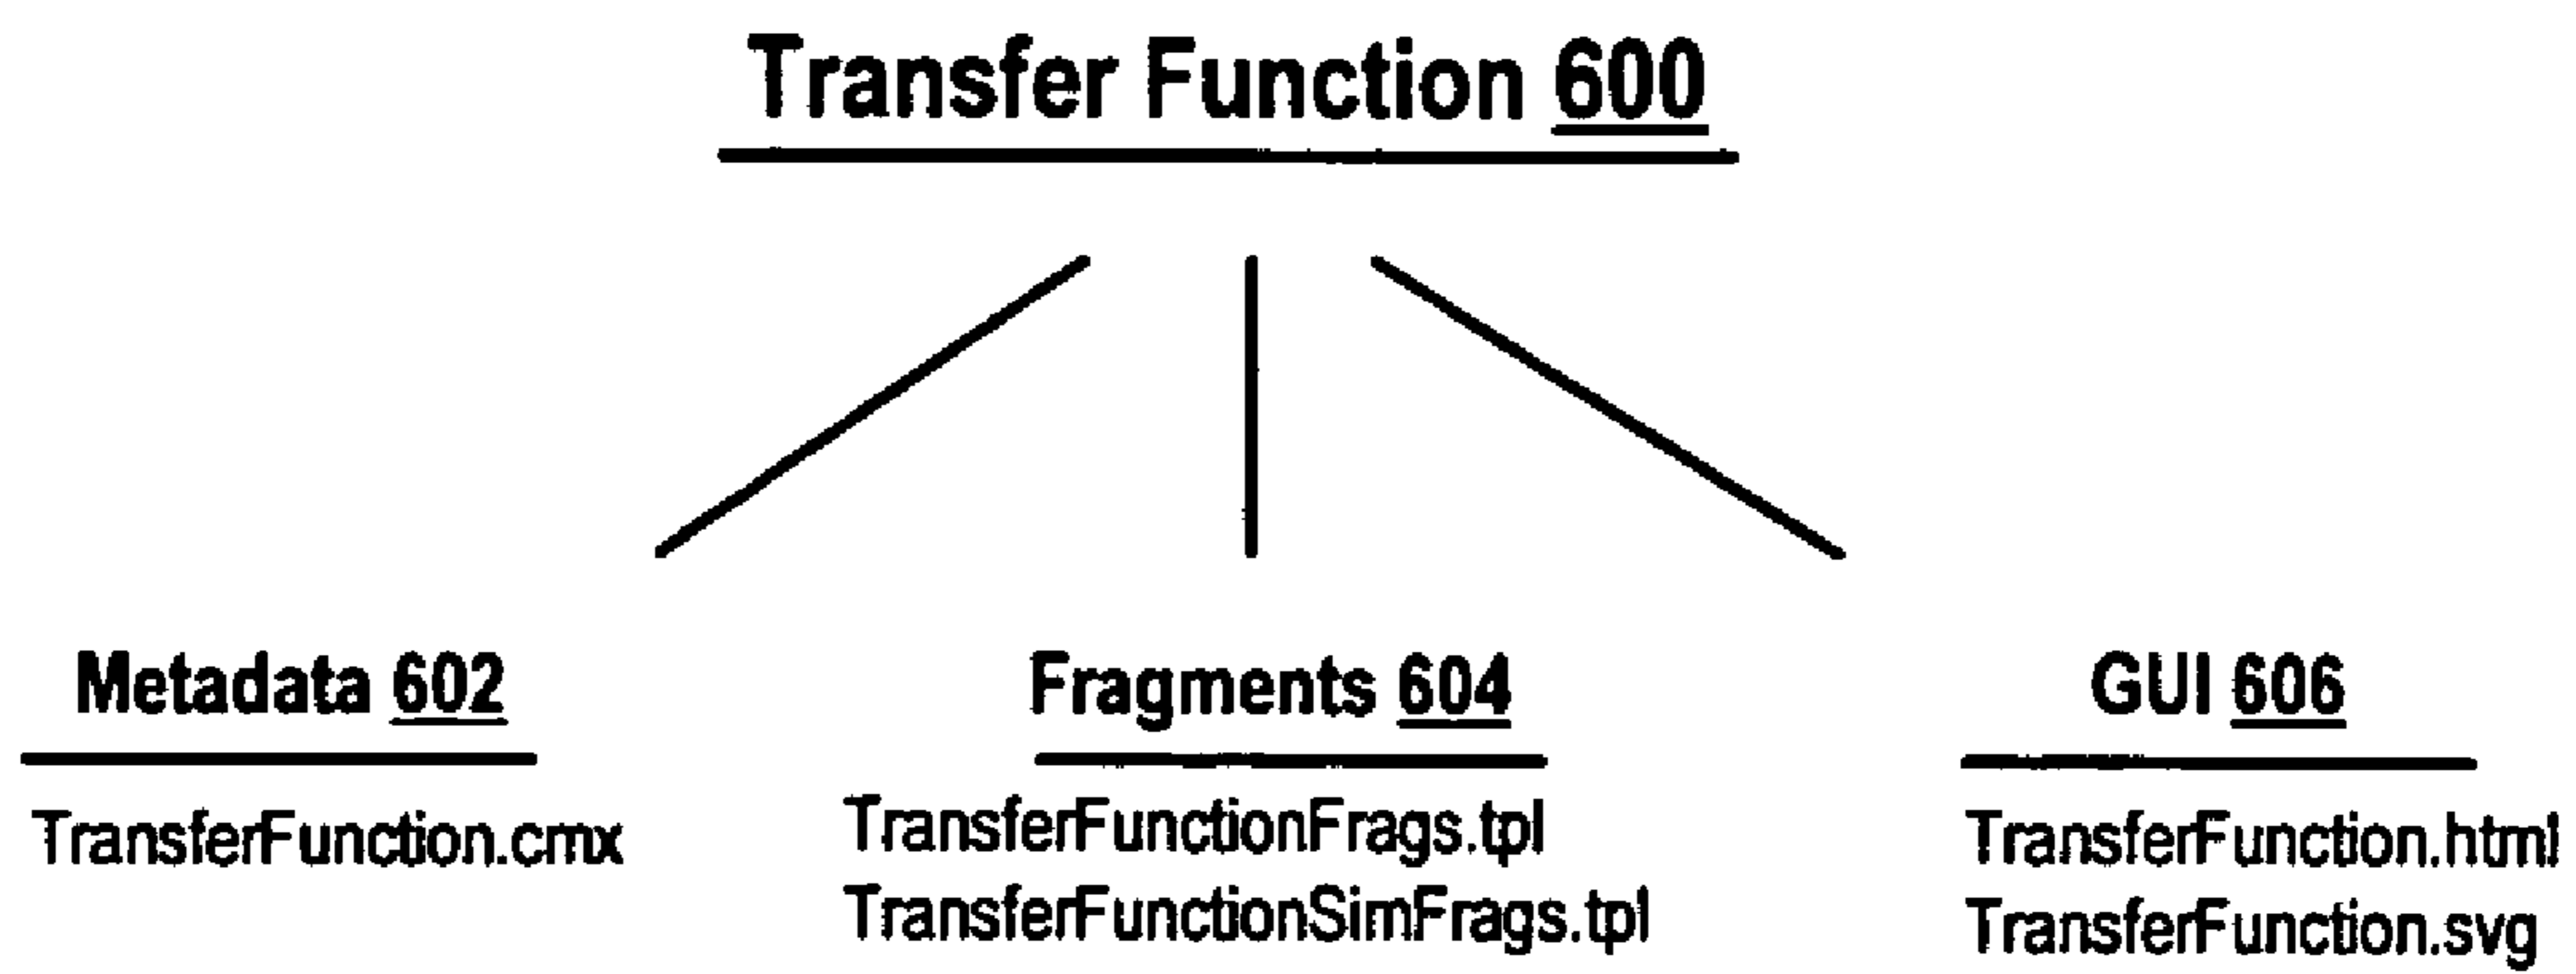 Transfer Function 600
Metadata 602
TransferFunction.cmx
Fragments 604
TransferFunctionFrags.tpl
TransferFunctionSimFrags.tpl
GUI 606
TransferFunction.html
TransferFunction.svg